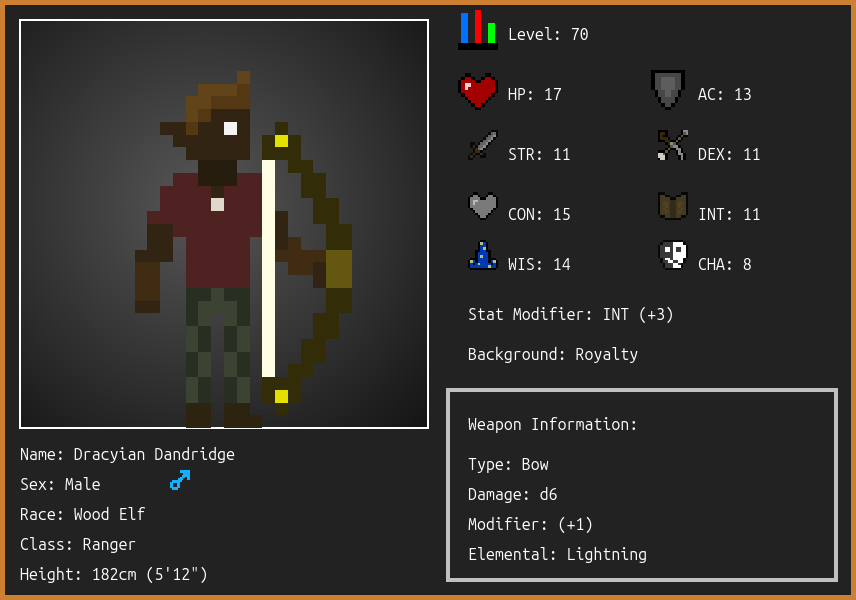 Level: 70
HP: 17
AC: 13
STR: 11
DEX: 11
CON: 15
INT: 11
WIS: 14
CHA: 8
Stat Modifier: INT (+3)
Background: Royalty
Weapon Information:
Type: Bow
Damage: d6
Modifier: (+1)
Elemental: Lightning
Name: Dracyian Dandridge
Sex: Male
Race: Wood Elf
Class: Ranger
Height: 182cm (5'12")